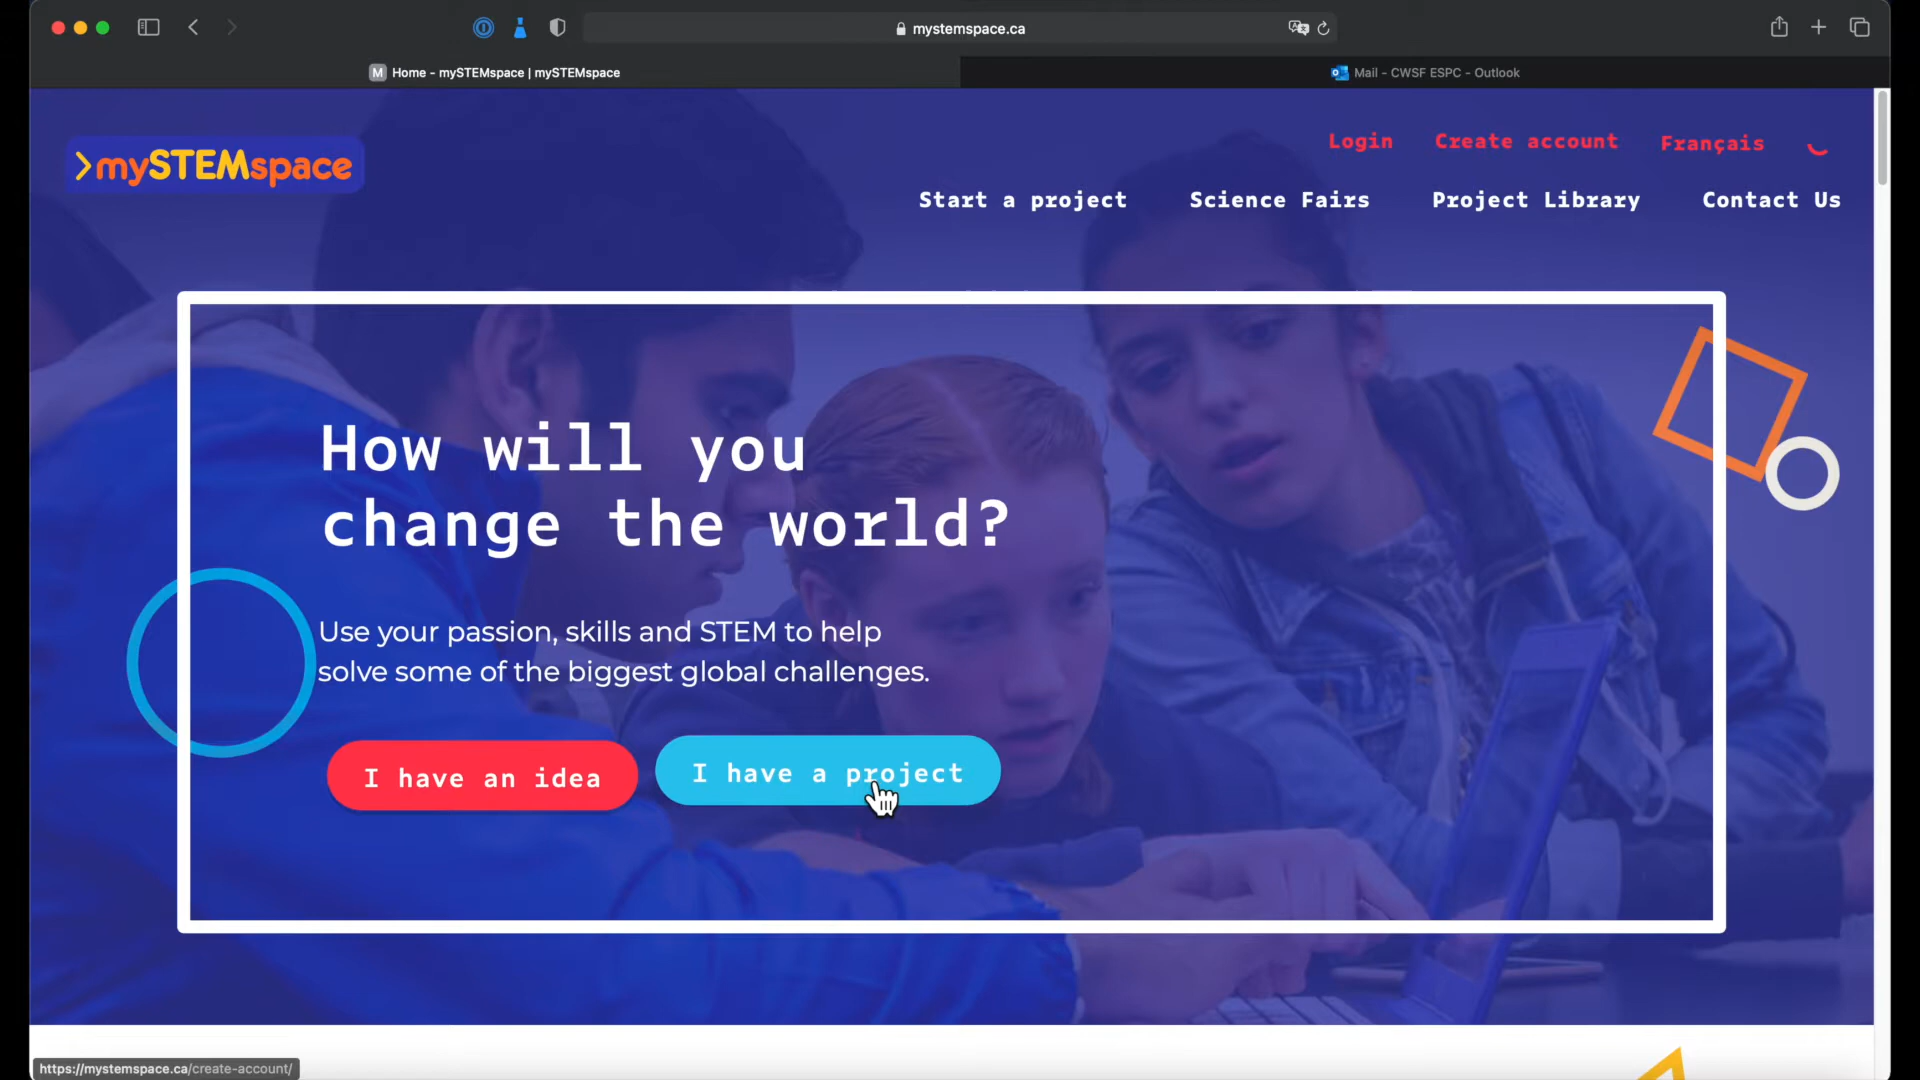 mystemspace.ca
M Home - mySTEMspace | mySTEMspace
Mail - CWSF ESPC - Outlook
>mySTEMspace
Login Create account Français
Start a project Science Fairs Project Library Contact Us
How will you
change the world?
Use your passion, skills and STEM to help
solve some of the biggest global challenges.
I have an idea I have a project
https://mystemspace.ca/create-account/